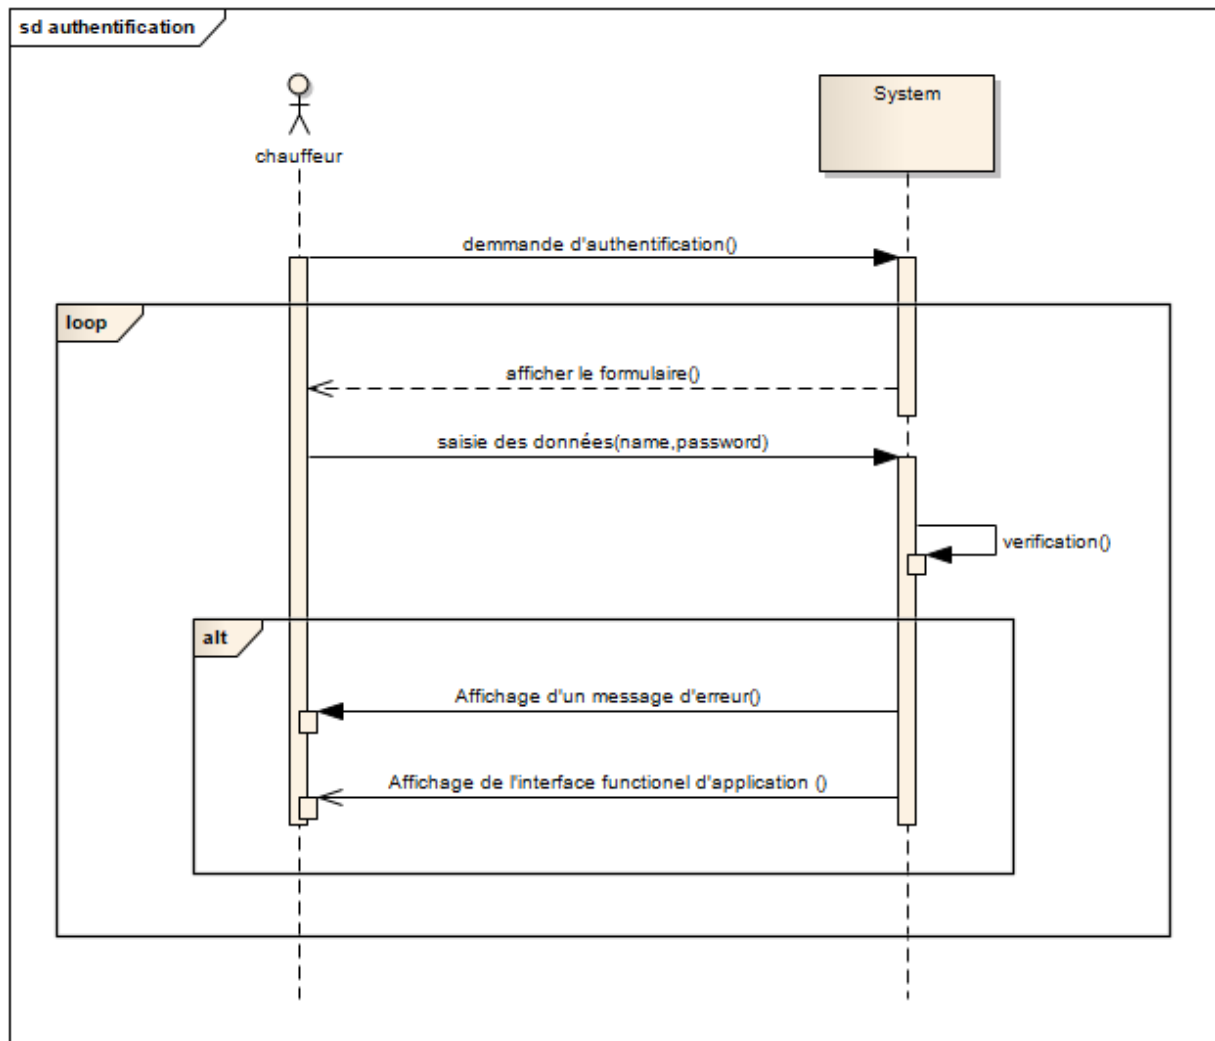 sd authentification
System
chauffeur
demmande d'authentification()
loop
afficher le formulaire()
saisie des données(name,password)
verification()
alt
Affichage d'un message d'erreur()
Affichage de l'interface functionel d'application ()